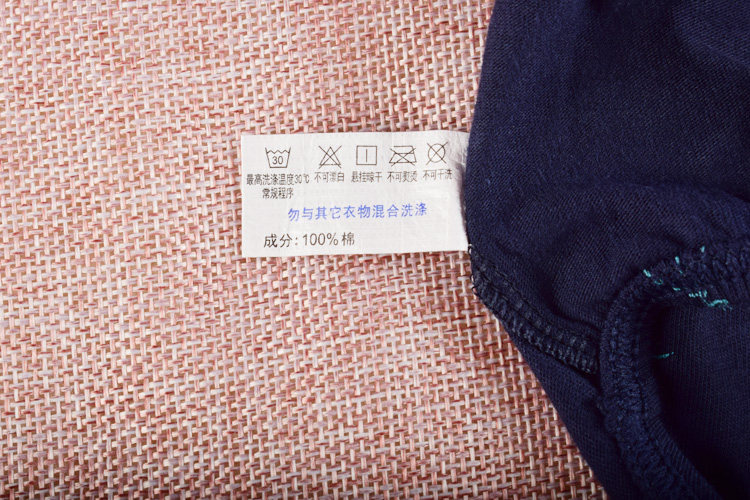 30
最高洗涤温度30℃ 不可漂白 悬挂晾干 不可熨烫 不可干洗
常规程序
勿与其它衣物混合洗涤
成分:100%棉